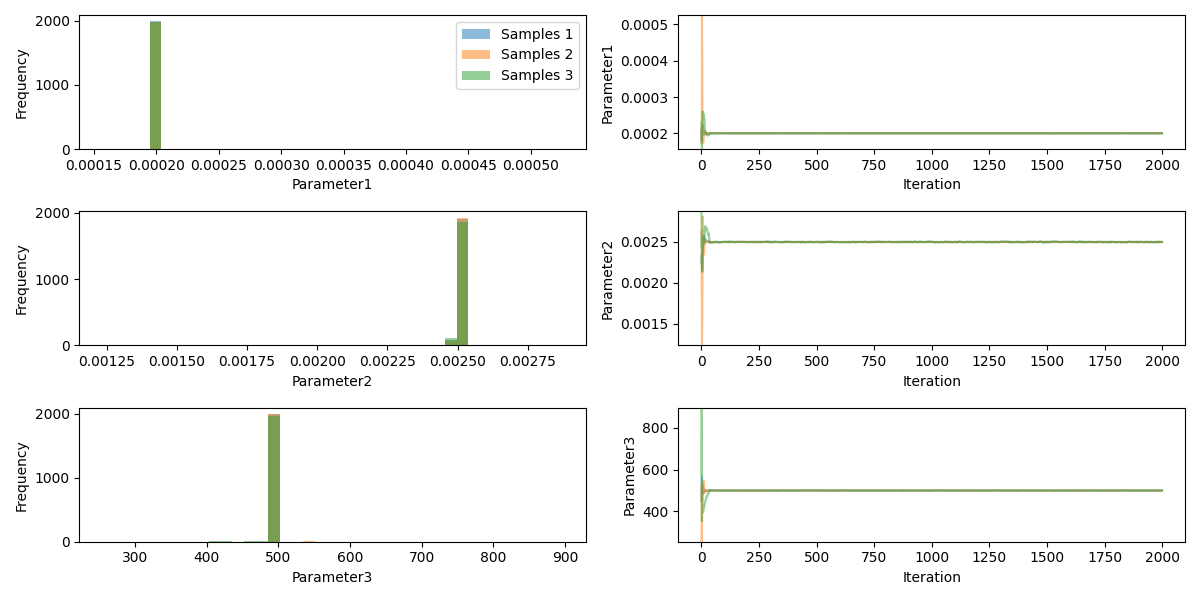 2000
1000
0
Frequency
0.00015 0.00020 0.00025 0.00030 0.00035 0.00040 0.00045 0.00050
Parameter1
Samples 1
Samples 2
Samples 3
0.0005
0.0004
0.0003
0.0002
Parameter1
0 250 500 750 1000 1250 1500 1750 2000
Iteration
2000
1000
0
Frequency
0.00125 0.00150 0.00175 0.00200 0.00225 0.00250 0.00275
Parameter2
0.0025
0.0020
0.0015
Parameter2
0 250 500 750 1000 1250 1500 1750 2000
Iteration
2000
1000
0
Frequency
300 400 500 600 700 800 900
Parameter3
800
600
400
Parameter3
0 250 500 750 1000 1250 1500 1750 2000
Iteration